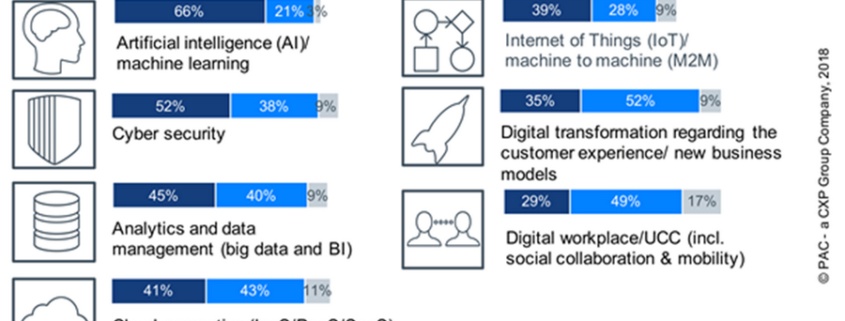 66% 21% 3%
Artificial intelligence (AI)/
machine learning
52% 38% 9%
Cyber security
45% 40% 9%
Analytics and data
management (big data and BI)
41% 43% 11%
39% 28% 9%
Internet of Things (IoT)/
machine to machine (M2M)
35% 52% 9%
Digital transformation regarding the
customer experience/ new business
models
29% 49% 17%
Digital workplace/UCC (incl.
social collaboration & mobility)
© PAC - a CXP Group Company, 2018